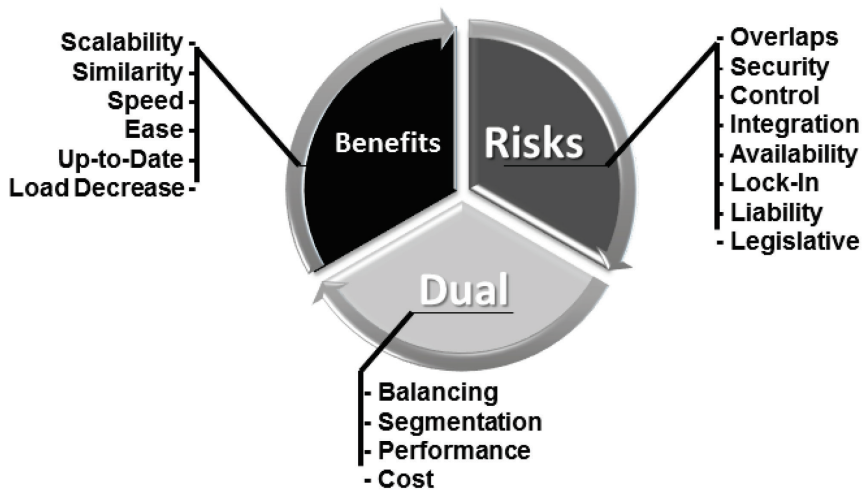 Scalability -
Similarity -
Speed -
Ease -
Up-to-Date -
Load Decrease -
Benefits
Risks
- Overlaps
- Security
- Control
- Integration
- Availability
- Lock-In
- Liability
- Legislative
Dual
- Balancing
- Segmentation
- Performance
- Cost